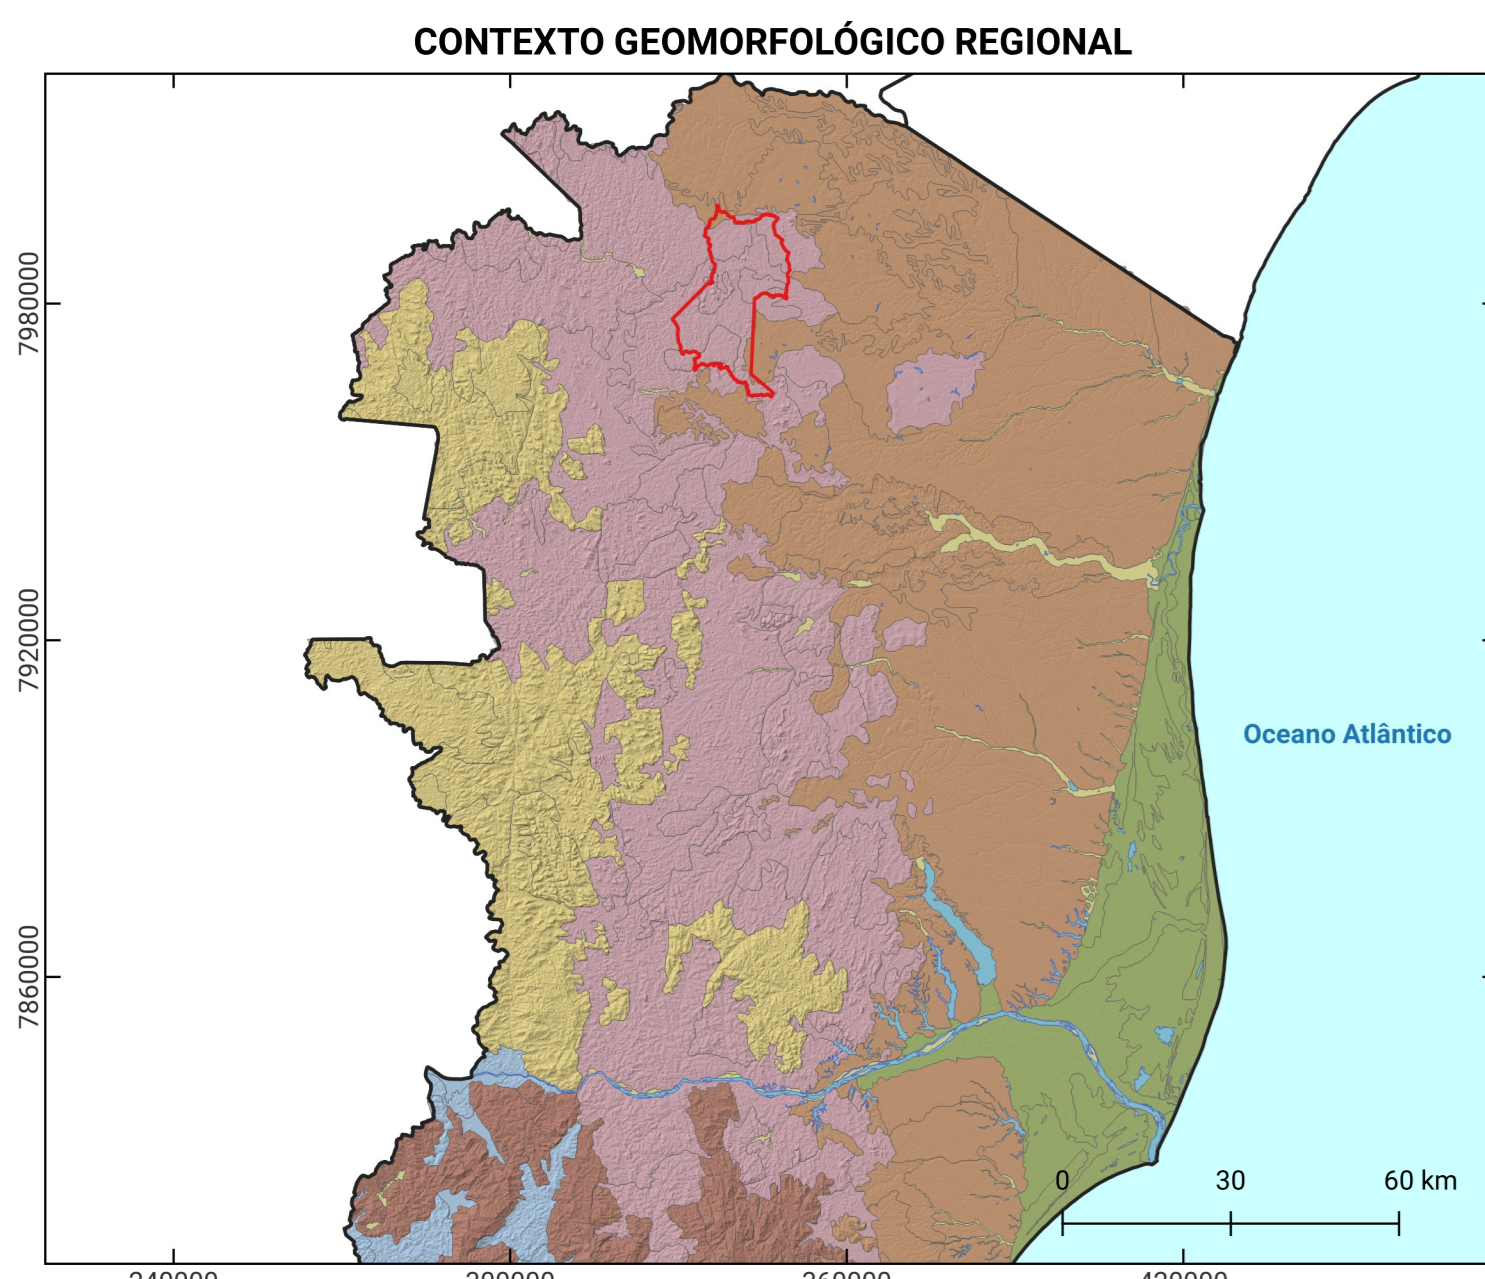 CONTEXTO GEOMORFOLÓGICO REGIONAL
7980000
7920000
7860000
Oceano Atlântico
0 30 60 km